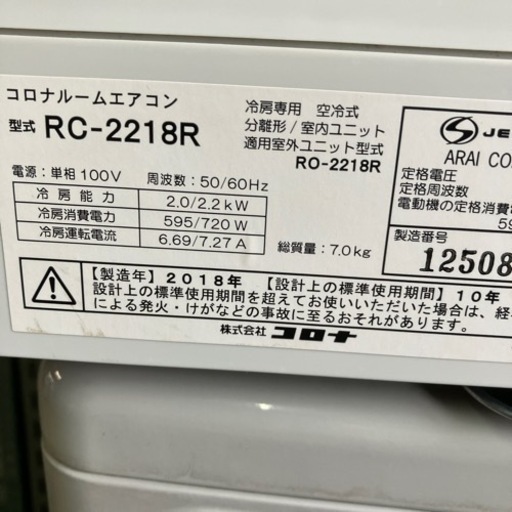 コロナルームエアコン
型式 RC-2218R
冷房専用 空冷式
分離形/室内ユニット
適用室外ユニット型式
RO-2218R
電源:単相100V 周波数:50/60Hz
冷房能力 2.0/2.2kW
冷房消費電力 595/720W
冷房運転電流 6.69/7.27A
総質量:7.0kg
JE
ARAI CO
定格電圧
定格周波数
電動機の定格消費
59
製造番号
12508
【製造年】2018年 【設計上の標準使用期間】10年
設計上の標準使用期間を超えてお使いいただいた場合は、経
による発火・けがなどの事故に至るおそれがあります。
株式会社 コロナ